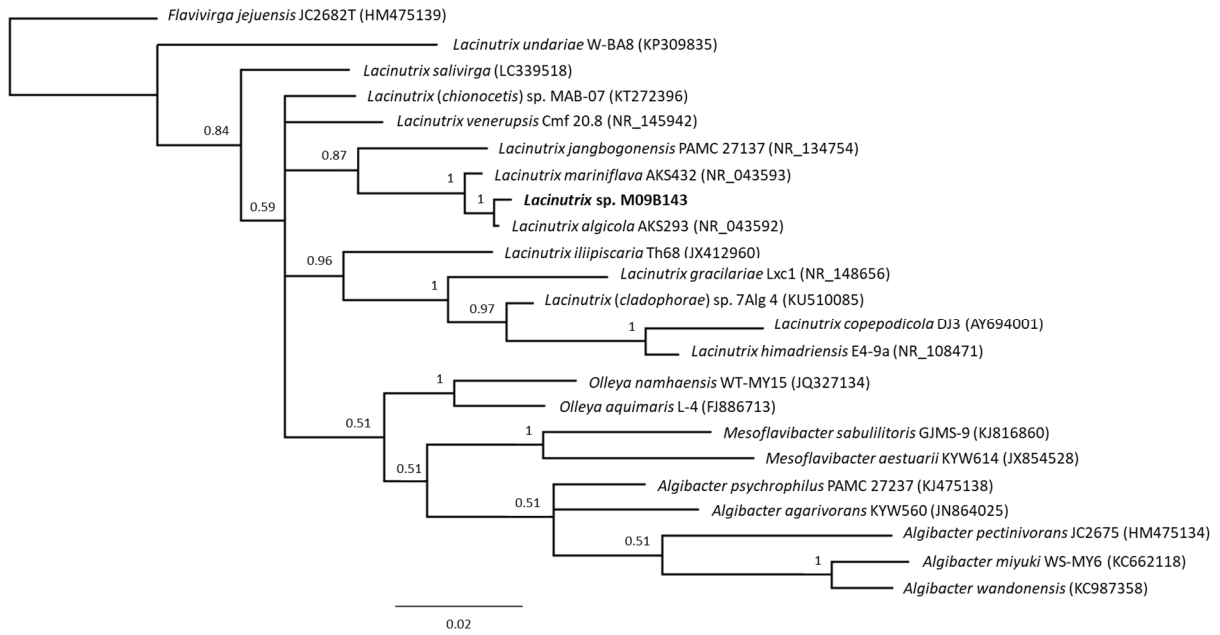 Flavivirga jejuensis JC2682T (HM475139)
Lacinutrix undariae W-BA8 (KP309835)
Lacinutrix salivirga (LC339518)
Lacinutrix (chionocetis) sp. MAB-07 (KT272396)
0.84
Lacinutrix venerupsis Cmf 20.8 (NR_145942)
0.87
Lacinutrix jangbogonensis PAMC 27137 (NR_134754)
1
Lacinutrix mariniflava AKS432 (NR_043593)
1
Lacinutrix sp. M09B143
0.59
Lacinutrix algicola AKS293 (NR_043592)
0.96
Lacinutrix iliipiscaria Th68 (JX412960)
Lacinutrix gracilariae Lxc1 (NR_148656)
1
Lacinutrix (cladophorae) sp. 7Alg 4 (KU510085)
0.97
1
Lacinutrix copepodicola DJ3 (AY694001)
Lacinutrix himadriensis E4-9a (NR_108471)
1
Olleya namhaensis WT-MY15 (JQ327134)
Olleya aquimaris L-4 (FJ886713)
0.51
1
Mesoflavibacter sabulilitoris GJMS-9 (KJ816860)
Mesoflavibacter aestuarii KYW614 (JX854528)
0.51
Algibacter psychrophilus PAMC 27237 (KJ475138)
0.51
Algibacter agarivorans KYW560 (JN864025)
Algibacter pectinivorans JC2675 (HM475134)
0.51
1
Algibacter miyuki WS-MY6 (KC662118)
Algibacter wandonensis (KC987358)
0.02